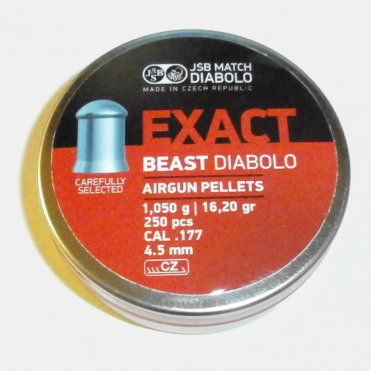 JSB
JSB MATCH
DIABOLO
MADE IN CZECH REPUBLIC
EXACT
BEAST DIABOLO
CAREFULLY
SELECTED
AIRGUN PELLETS
1,050 g | 16,20 gr
250 pcs
CAL .177
4.5 mm
CZ